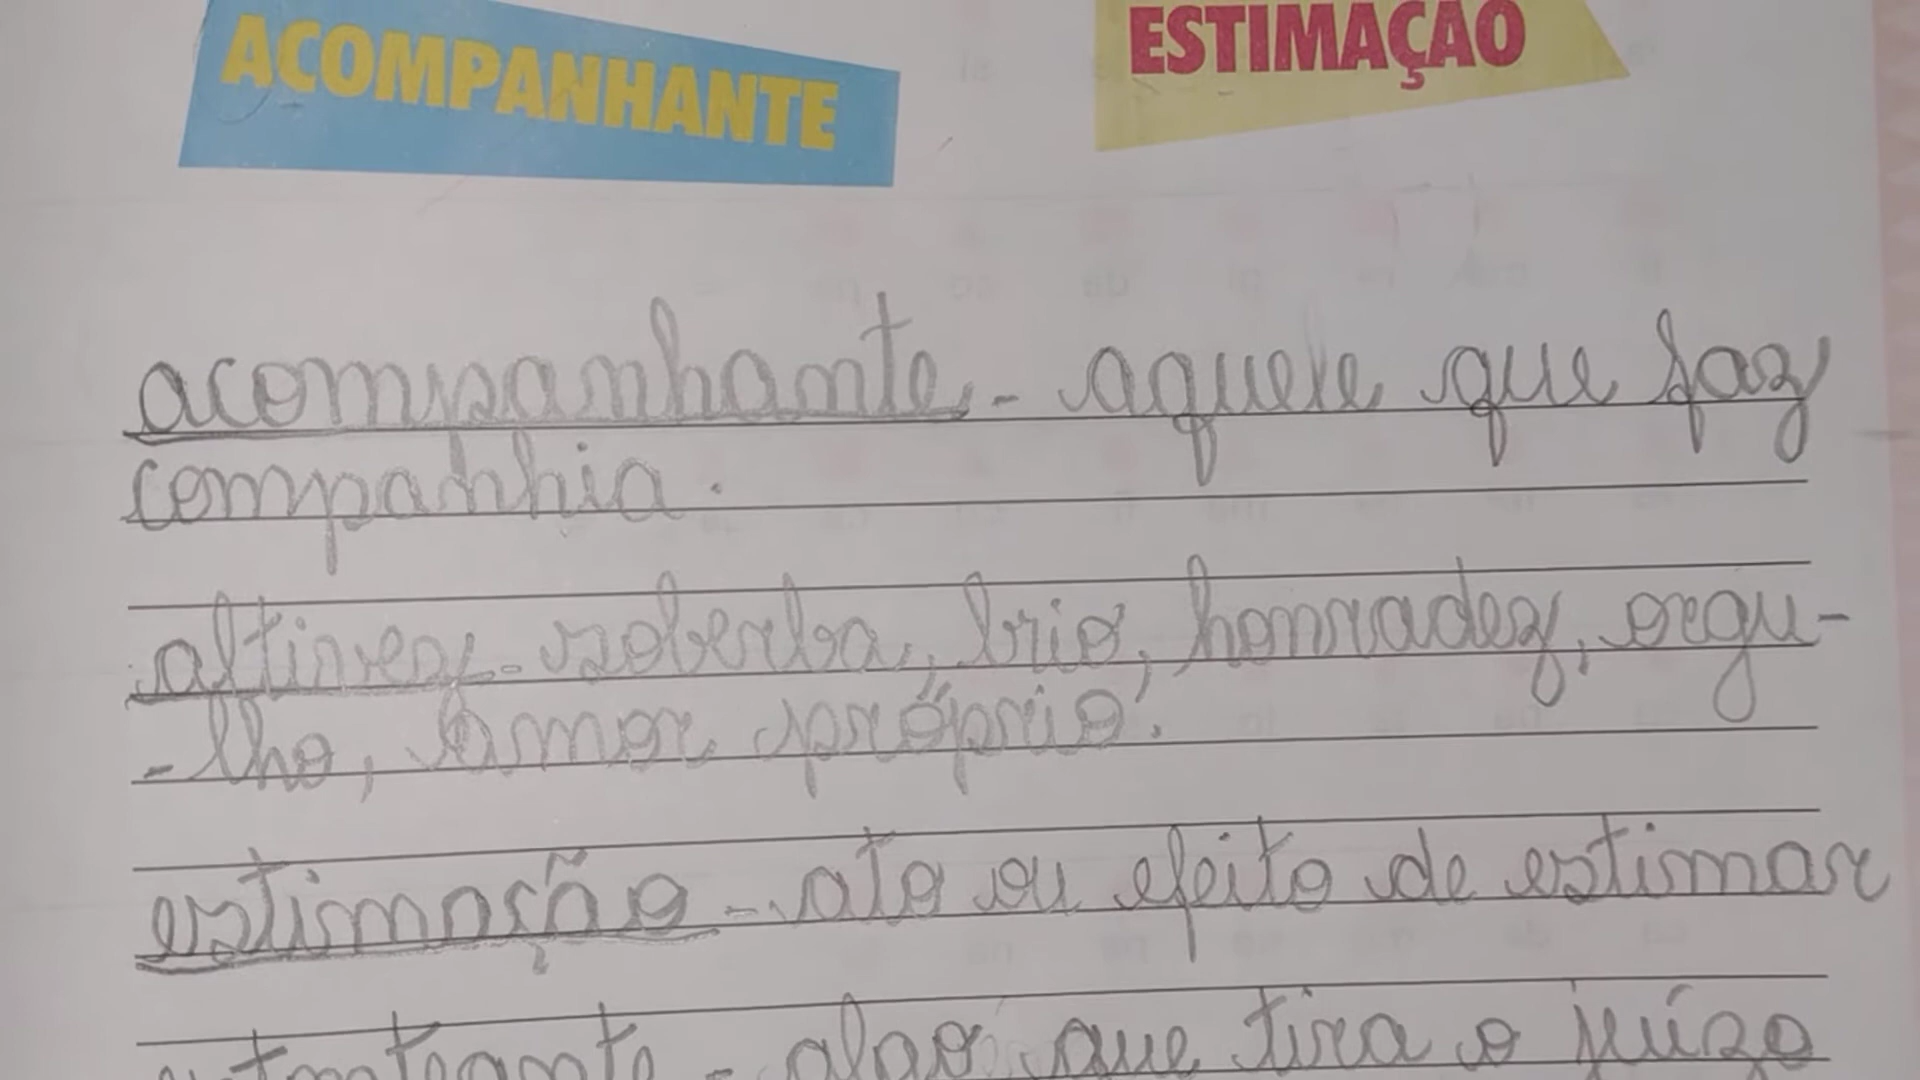 ACOMPANHANTE
ESTIMAÇÃO
acompanhante - aquele que faz
companhia.
altivez - soberba, brio, honradez, orgu-
-lho, amor próprio.
estimação - ato ou efeito de estimar
- algo que tira o juízo